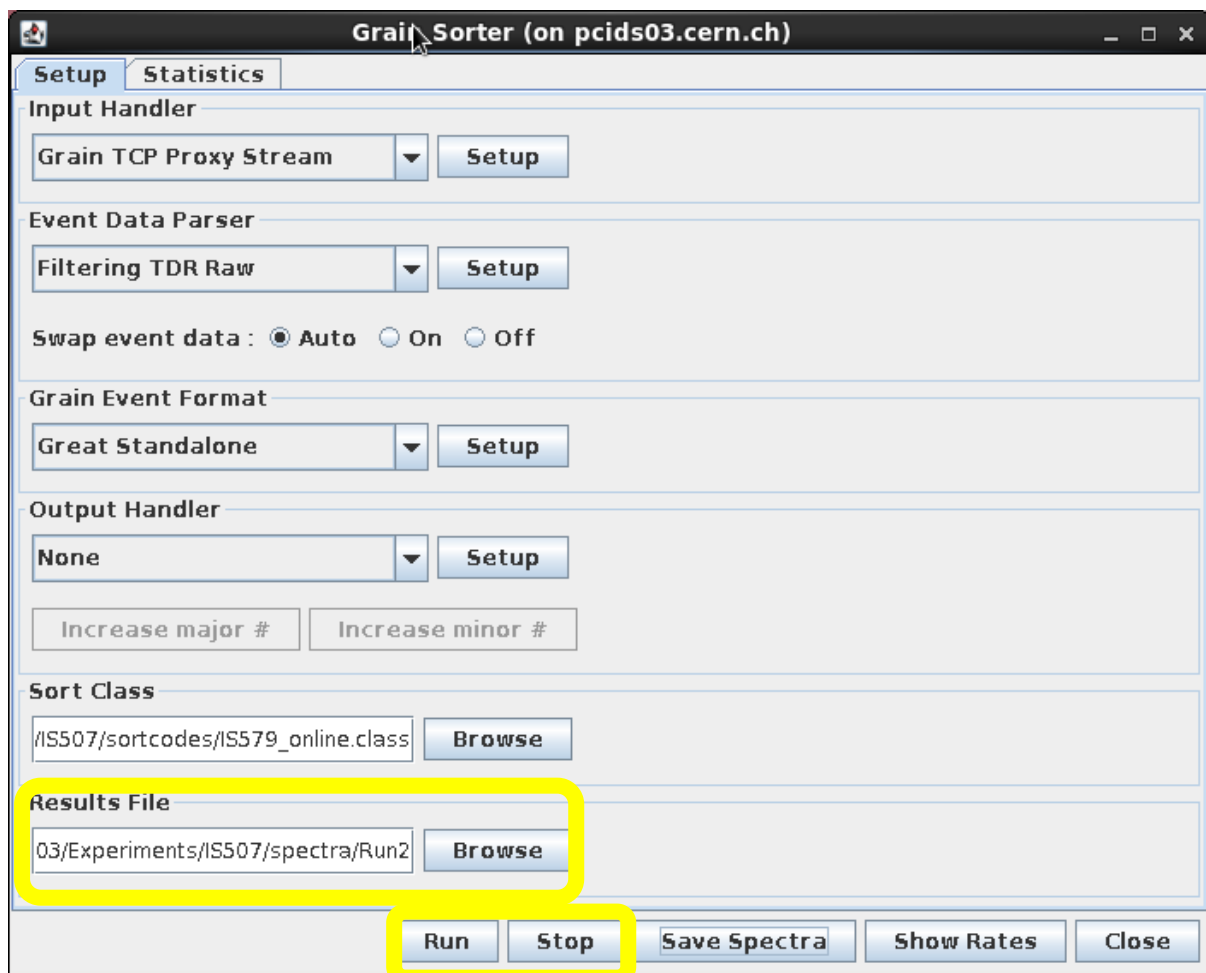 Grain Sorter (on pcids03.cern.ch)
Setup Statistics
Input Handler
Grain TCP Proxy Stream Setup
Event Data Parser
Filtering TDR Raw Setup
Swap event data : Auto On Off
Grain Event Format
Great Standalone Setup
Output Handler
None Setup
Increase major # Increase minor #
Sort Class
/IS507/sortcodes/IS579_online.class Browse
Results File
03/Experiments/IS507/spectra/Run2 Browse
Run Stop Save Spectra Show Rates Close